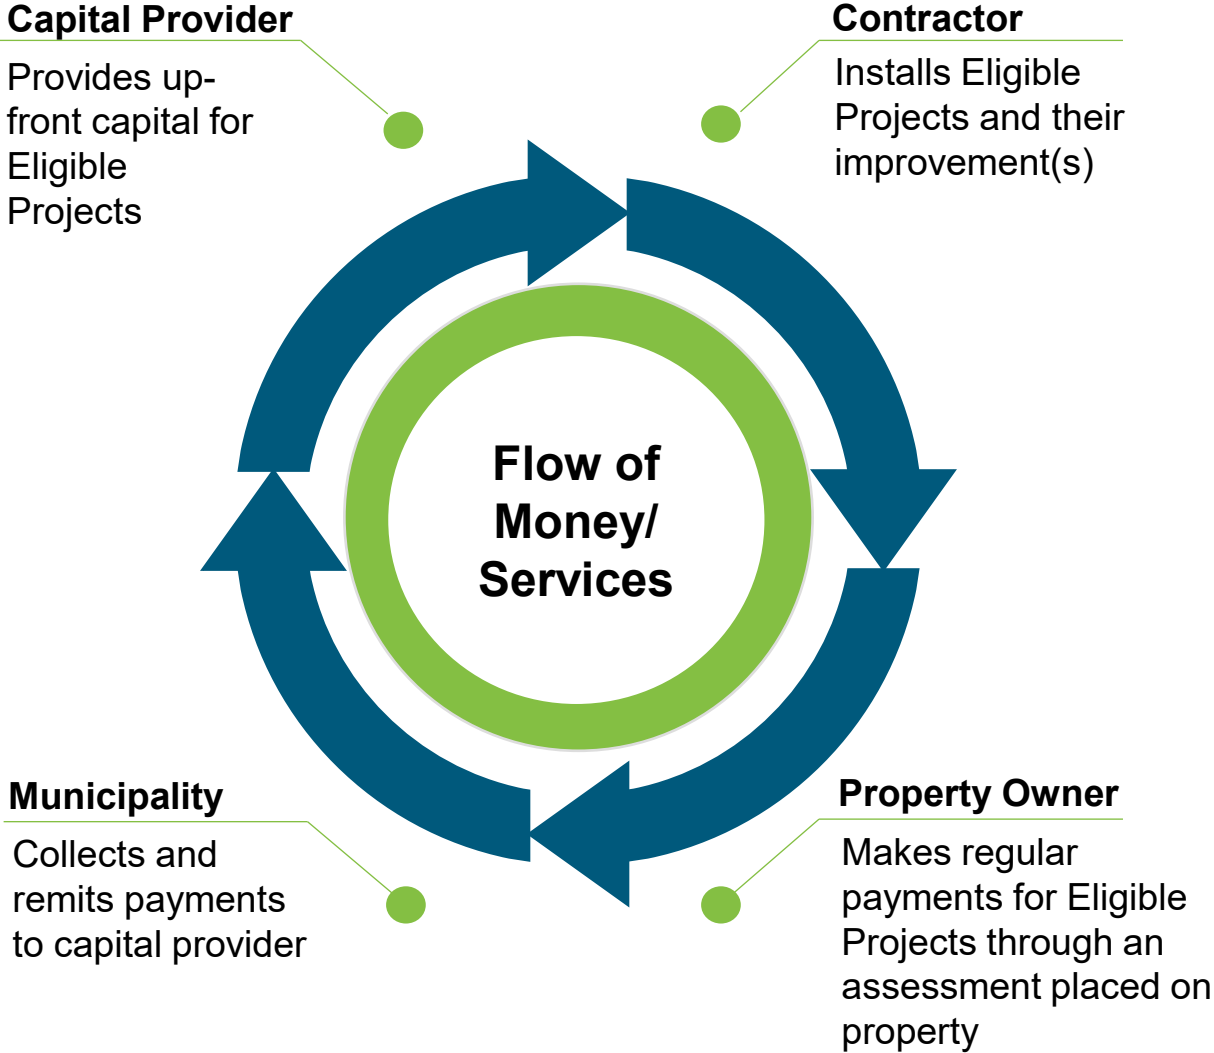 Capital Provider
Provides up-
front capital for
Eligible
Projects
Contractor
Installs Eligible
Projects and their
improvement(s)
Flow of
Money/
Services
Municipality
Collects and
remits payments
to capital provider
Property Owner
Makes regular
payments for Eligible
Projects through an
assessment placed on
property